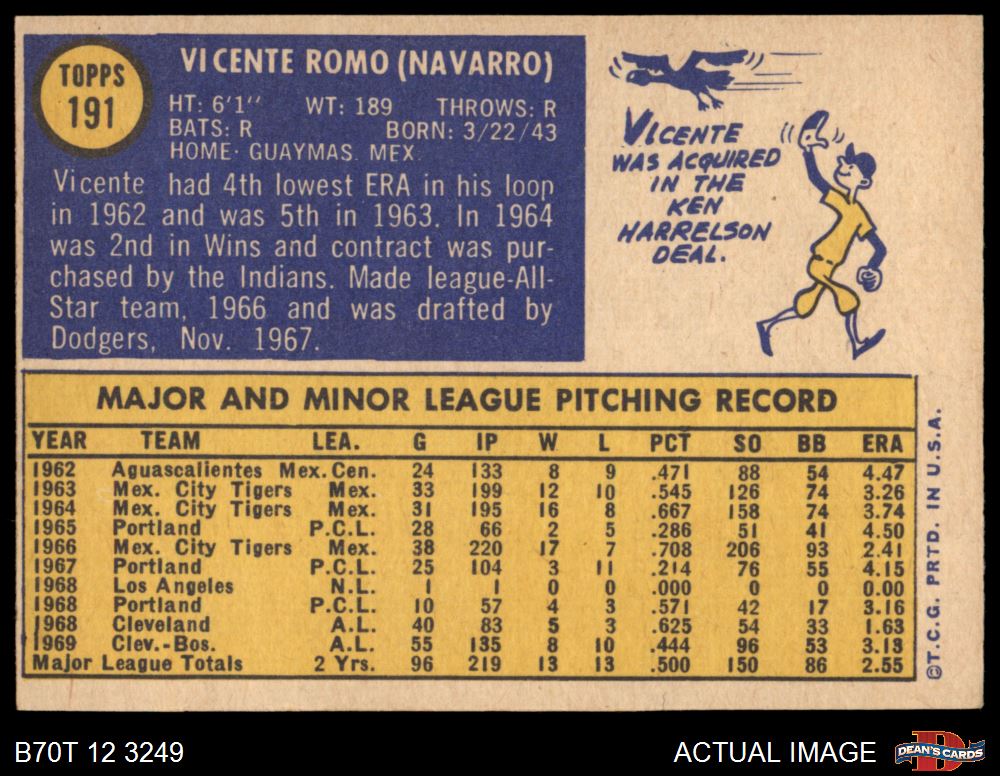 TOPPS
191
VICENTE ROMO (NAVARRO)
HT: 6'1" WT: 189 THROWS: R
BATS: R BORN: 3/22/43
HOME· GUAYMAS. MEX.
Vicente had 4th lowest ERA in his loop
in 1962 and was 5th in 1963. In 1964
was 2nd in Wins and contract was pur-
chased by the Indians. Made league-All-
Star team, 1966 and was drafted by
Dodgers, Nov. 1967.
VICENTE
WAS ACQUIRED
IN THE
KEN
HARRELSON
DEAL.
MAJOR AND MINOR LEAGUE PITCHING RECORD
YEAR TEAM LEA. G IP W L PCT SO BB ERA
1962 Aguascalientes Mex.Cen. 24 133 8 9 .471 88 54 4.47
1963 Mex. City Tigers Mex. 33 199 12 10 .545 126 74 3.26
1964 Mex. City Tigers Mex. 31 195 16 8 .667 158 74 3.74
1965 Portland P.C.L. 28 66 2 5 .286 51 41 4.50
1966 Mex. City Tigers Mex. 38 220 17 7 .708 206 93 2.41
1967 Portland P.C.L. 25 104 3 11 .214 76 55 4.15
1968 Los Angeles N.L. 1 1 0 0 .000 0 0 0.00
1968 Portland P.C.L. 10 57 4 3 .571 42 17 3.16
1968 Cleveland A.L. 40 83 5 3 .625 54 33 1.63
1969 Clev.-Bos. A.L. 55 135 8 10 .444 96 53 3.13
Major League Totals 2 Yrs. 96 219 13 13 .500 150 86 2.55
©T.C.G. PRTD. IN U.S.A.
B70T 12 3249
ACTUAL IMAGE
DEAN'S CARDS